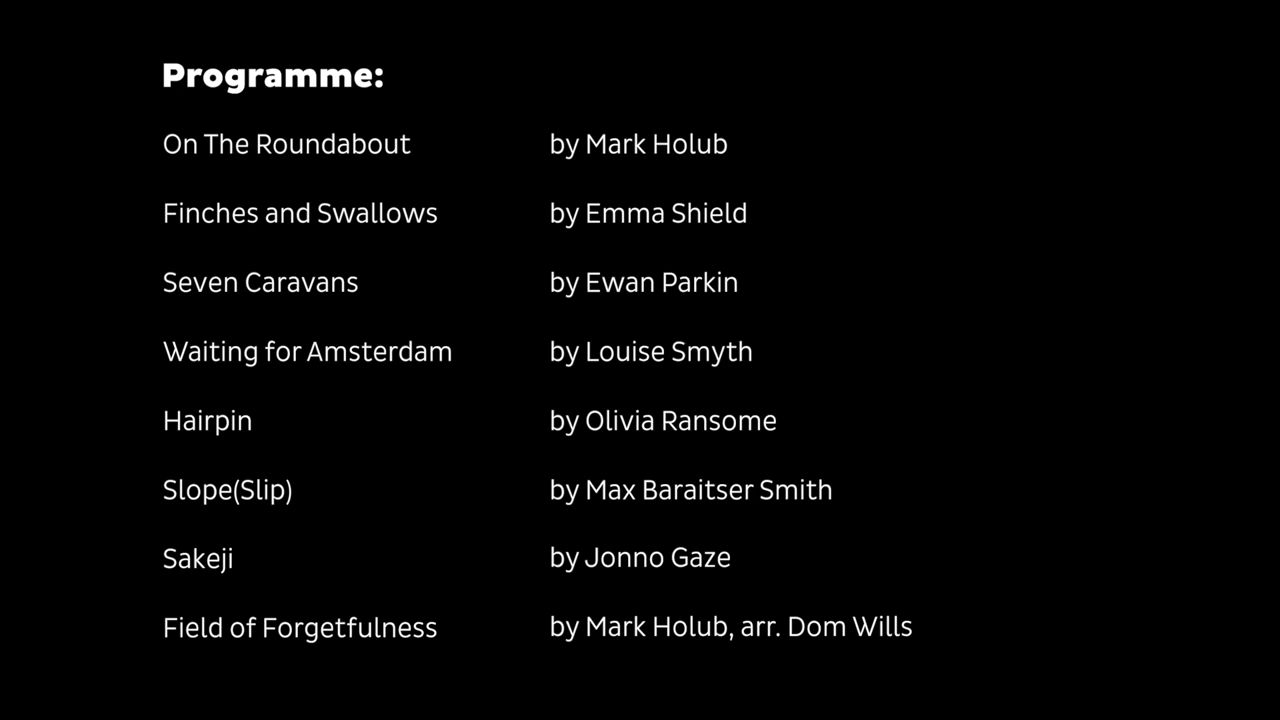 Programme:
On The Roundabout by Mark Holub
Finches and Swallows by Emma Shield
Seven Caravans by Ewan Parkin
Waiting for Amsterdam by Louise Smyth
Hairpin by Olivia Ransome
Slope(Slip) by Max Baraitser Smith
Sakeji by Jonno Gaze
Field of Forgetfulness by Mark Holub, arr. Dom Wills